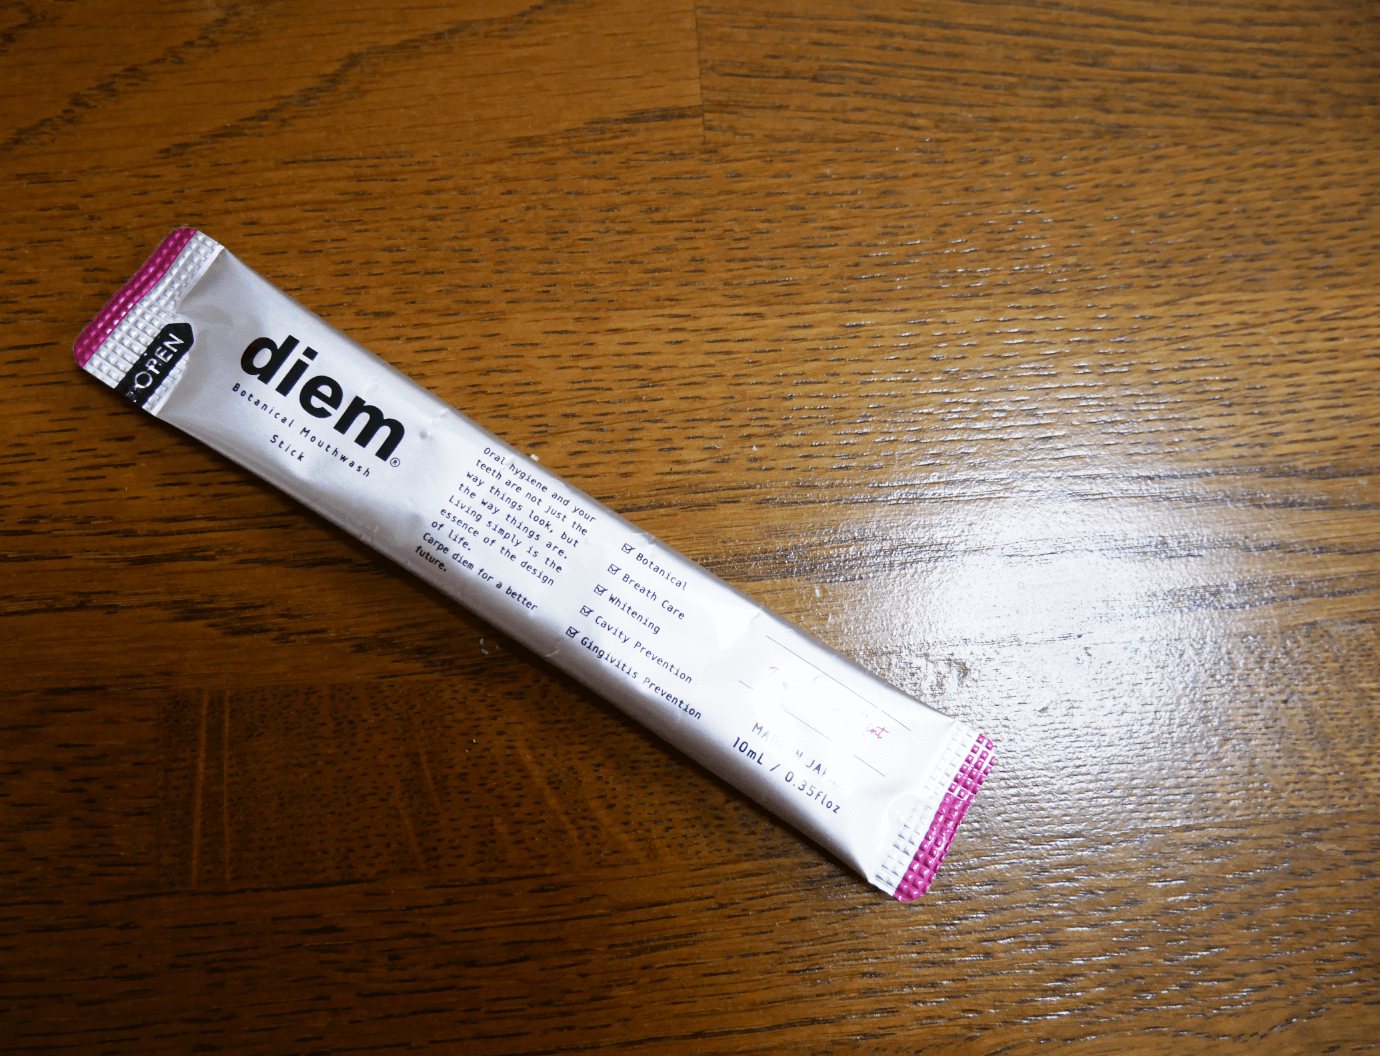 OPEN
diem®
Botanical Mouthwash
Stick
Oral hygiene and your
teeth are not just the
way things look, but
the way things are.
Living simply is the
essence of the design
of life.
Carpe diem for a better
future.
☑ Botanical
☑ Breath Care
☑ Whitening
☑ Cavity Prevention
☑ Gingivitis Prevention
10mL / 0.35floz